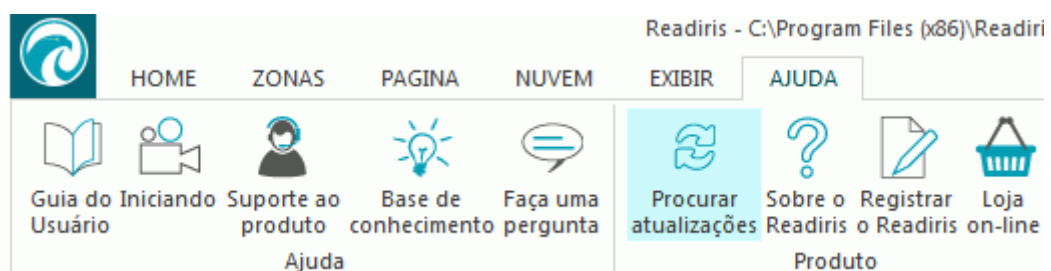 Readiris - C:\Program Files (x86)\Readiri
HOME ZONAS PAGINA NUVEM EXIBIR AJUDA
Guia do Iniciando Suporte ao Base de Faça uma Procurar Sobre o Registrar Loja
Usuário produto conhecimento pergunta atualizações Readiris o Readiris on-line
Ajuda Produto